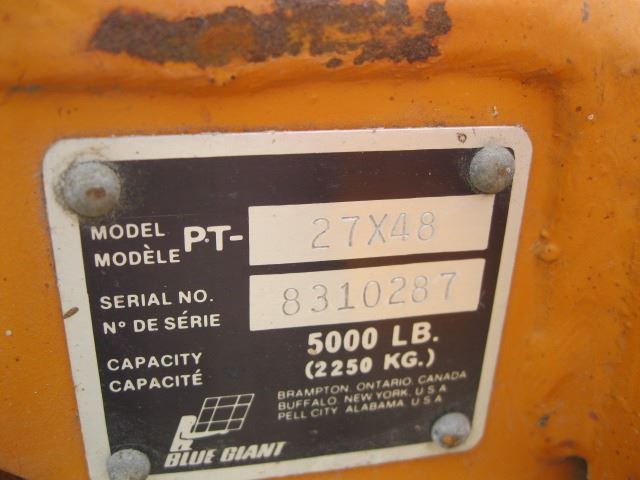 MODEL
MODÈLE P.T- 27X48
SERIAL NO.
Nº DE SÉRIE 8310287
CAPACITY
CAPACITÉ
5000 LB.
(2250 KG.)
BRAMPTON, ONTARIO, CANADA
BUFFALO, NEW YORK, U.S.A
PELL CITY, ALABAMA, U.S.A
BLUE GIANT